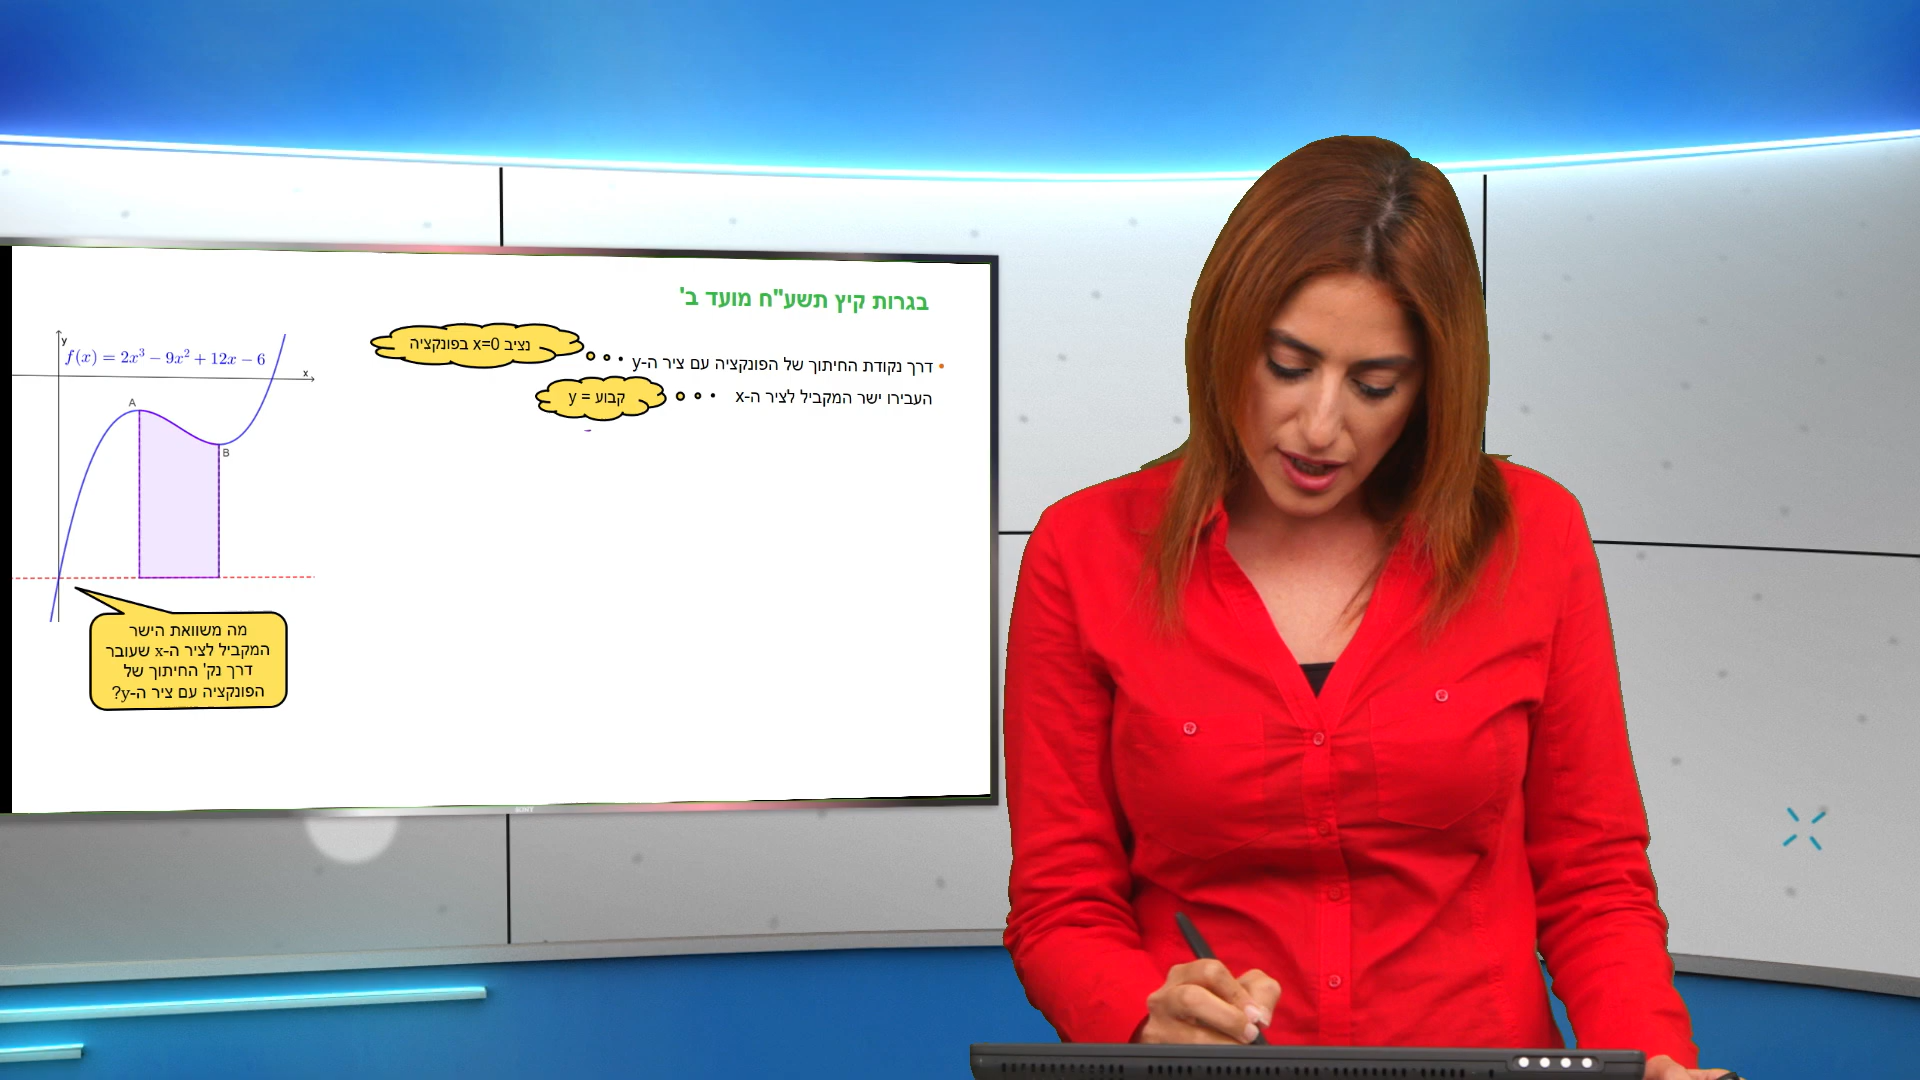 בגרות קיץ תשע"ח מועד ב'
דרך נקודת החיתוך של הפונקציה עם ציר ה-y
נציב x=0 בפונקציה
העבירו ישר המקביל לציר ה-x
y = קבוע
y
f(x) = 2x³ − 9x² + 12x − 6
x
A
B
מה משוואת הישר
המקביל לציר ה-x שעובר
דרך נק' החיתוך של
הפונקציה עם ציר ה-y?
SONY